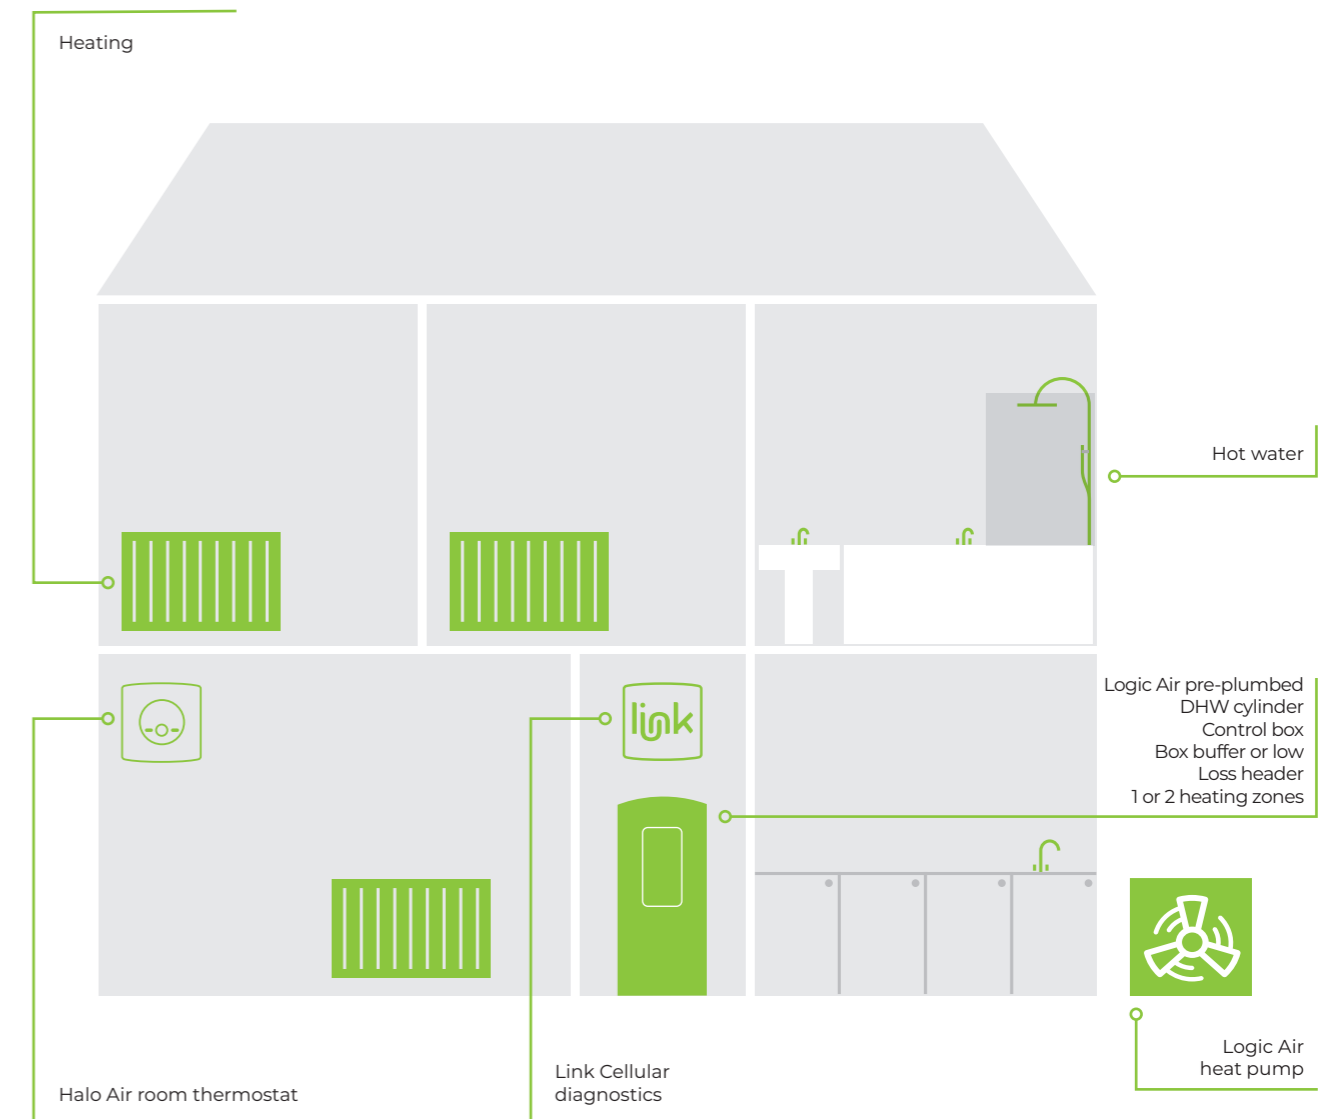 Heating
Hot water
Logic Air pre-plumbed
DHW cylinder
Control box
Box buffer or low
Loss header
1 or 2 heating zones
link
Logic Air
heat pump
Link Cellular
diagnostics
Halo Air room thermostat